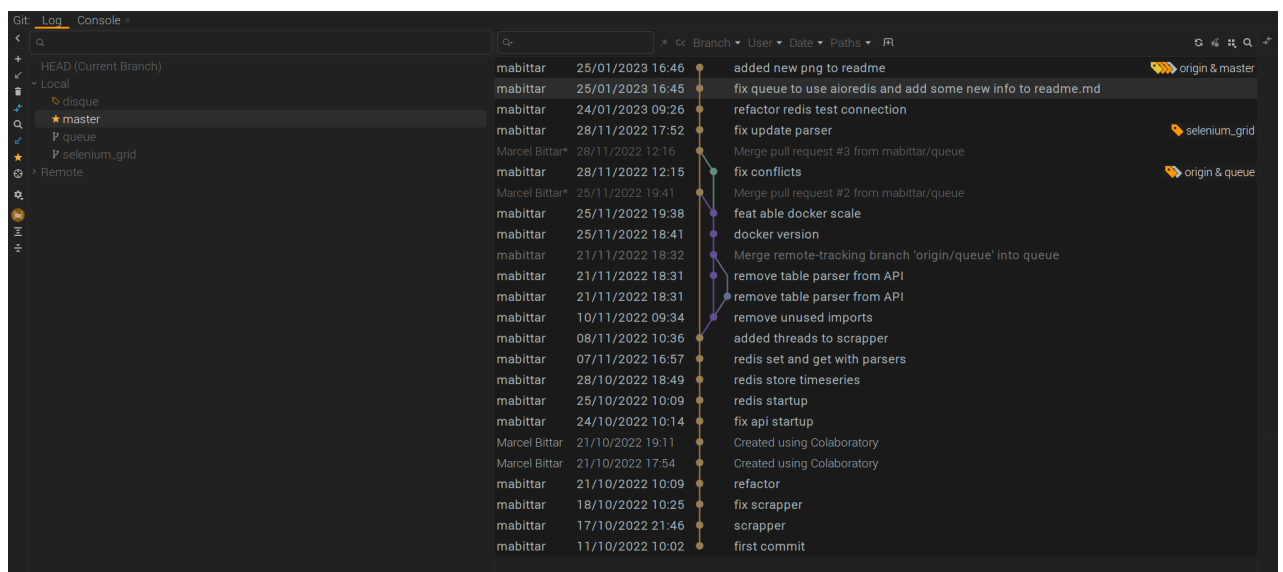 Git: Log Console ×
Cc Branch User Date Paths
HEAD (Current Branch)
Local
disque
master
queue
selenium_grid
Remote
mabittar 25/01/2023 16:46 added new png to readme origin & master
mabittar 25/01/2023 16:45 fix queue to use aioredis and add some new info to readme.md
mabittar 24/01/2023 09:26 refactor redis test connection
mabittar 28/11/2022 17:52 fix update parser selenium_grid
Marcel Bittar* 28/11/2022 12:16 Merge pull request #3 from mabittar/queue
mabittar 28/11/2022 12:15 fix conflicts origin & queue
Marcel Bittar* 25/11/2022 19:41 Merge pull request #2 from mabittar/queue
mabittar 25/11/2022 19:38 feat able docker scale
mabittar 25/11/2022 18:41 docker version
mabittar 21/11/2022 18:32 Merge remote-tracking branch 'origin/queue' into queue
mabittar 21/11/2022 18:31 remove table parser from API
mabittar 21/11/2022 18:31 remove table parser from API
mabittar 10/11/2022 09:34 remove unused imports
mabittar 08/11/2022 10:36 added threads to scrapper
mabittar 07/11/2022 16:57 redis set and get with parsers
mabittar 28/10/2022 18:49 redis store timeseries
mabittar 25/10/2022 10:09 redis startup
mabittar 24/10/2022 10:14 fix api startup
Marcel Bittar 21/10/2022 19:11 Created using Colaboratory
Marcel Bittar 21/10/2022 17:54 Created using Colaboratory
mabittar 21/10/2022 10:09 refactor
mabittar 18/10/2022 10:25 fix scrapper
mabittar 17/10/2022 21:46 scrapper
mabittar 11/10/2022 10:02 first commit